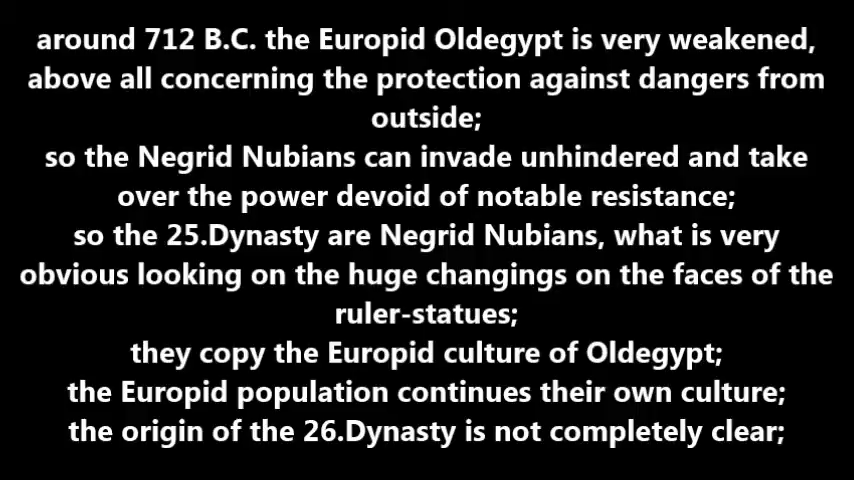 around 712 B.C. the Europid Oldegypt is very weakened,
above all concerning the protection against dangers from
outside;
so the Negrid Nubians can invade unhindered and take
over the power devoid of notable resistance;
so the 25.Dynasty are Negrid Nubians, what is very
obvious looking on the huge changings on the faces of the
ruler-statues;
they copy the Europid culture of Oldegypt;
the Europid population continues their own culture;
the origin of the 26.Dynasty is not completely clear;